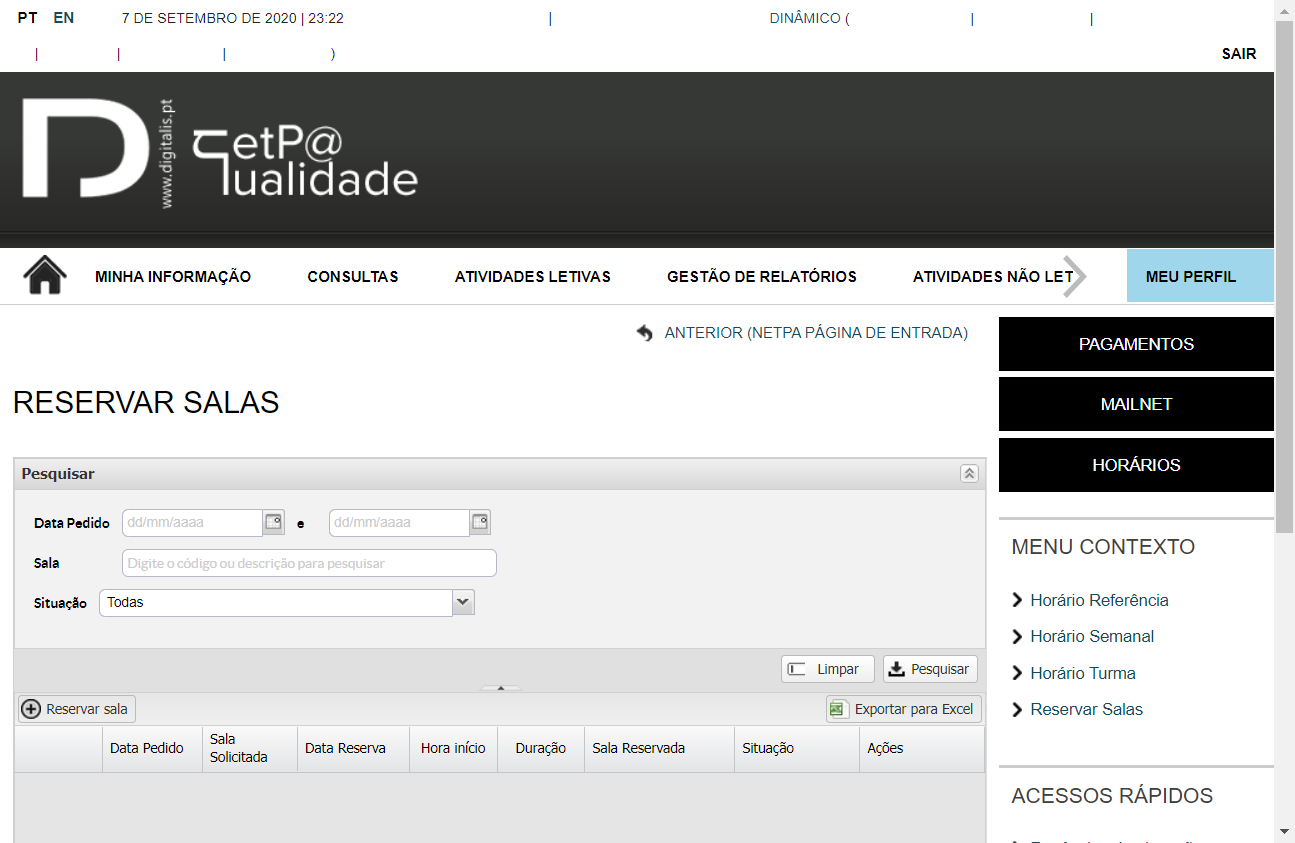 PT EN 7 DE SETEMBRO DE 2020 | 23:22 | DINÂMICO ( | |
| | | | )
SAIR
www.digitalis.pt
netP@
qualidade
MINHA INFORMAÇÃO CONSULTAS ATIVIDADES LETIVAS GESTÃO DE RELATÓRIOS ATIVIDADES NÃO LET MEU PERFIL
ANTERIOR (NETPA PÁGINA DE ENTRADA)
RESERVAR SALAS
Pesquisar
Data Pedido dd/mm/aaaa e dd/mm/aaaa
Sala Digite o código ou descrição para pesquisar
Situação Todas
Limpar Pesquisar
Reservar sala Exportar para Excel
Data Pedido Sala Solicitada Data Reserva Hora início Duração Sala Reservada Situação Ações
PAGAMENTOS
MAILNET
HORÁRIOS
MENU CONTEXTO
Horário Referência
Horário Semanal
Horário Turma
Reservar Salas
ACESSOS RÁPIDOS